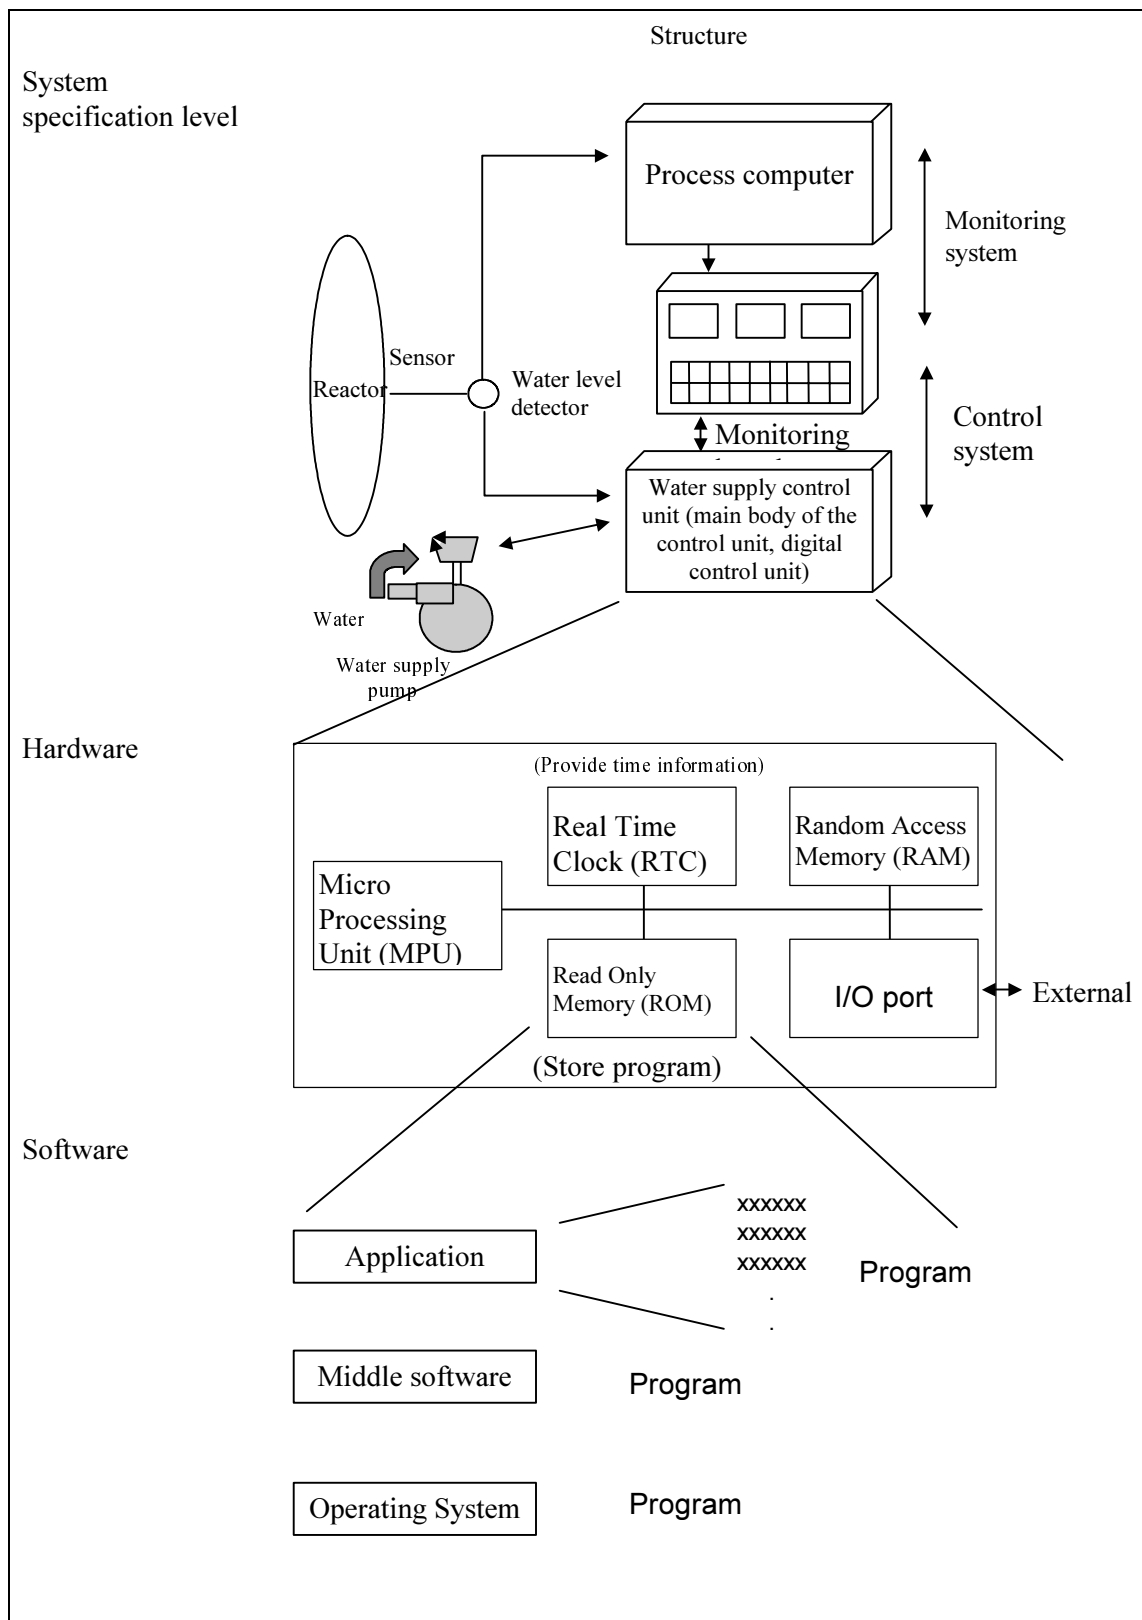 Structure
System
specification level
Process computer
Monitoring
system
Sensor
Reactor
Water level
detector
Control
system
Monitoring
Water supply control
unit (main body of the
control unit, digital
control unit)
Water
Water supply
pump
Hardware
(Provide time information)
Real Time
Clock (RTC)
Random Access
Memory (RAM)
Micro
Processing
Unit (MPU)
Read Only
Memory (ROM)
I/O port
External
(Store program)
Software
xxxxxx
xxxxxx
xxxxxx
.
.
Application
Program
Middle software
Program
Operating System
Program